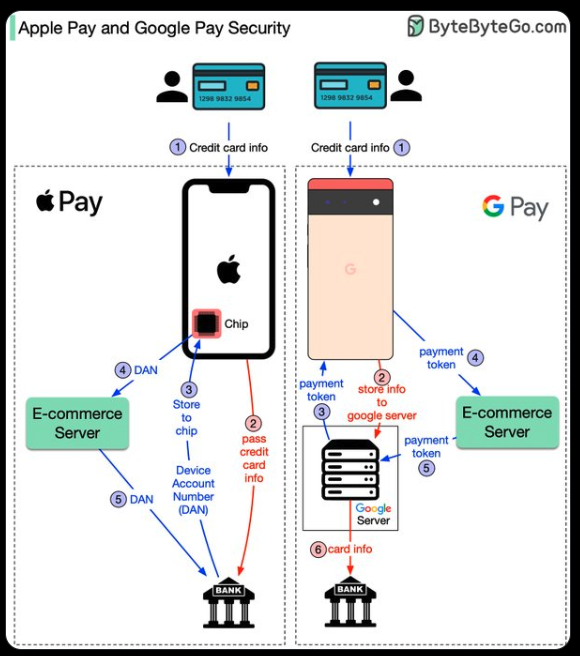 Apple Pay and Google Pay Security
ByteByteGo.com
1298 9832 9854
1298 9832 9854
1 Credit card info
Credit card info 1
Pay
G Pay
G
Chip
4 DAN
3
Store
to
chip
Device
Account
Number
(DAN)
2
pass
credit
card
info
E-commerce
Server
5 DAN
BANK
payment
token
4
2
store info
to
google server
payment
token
3
E-commerce
Server
payment
token
5
Google
Server
6 card info
BANK